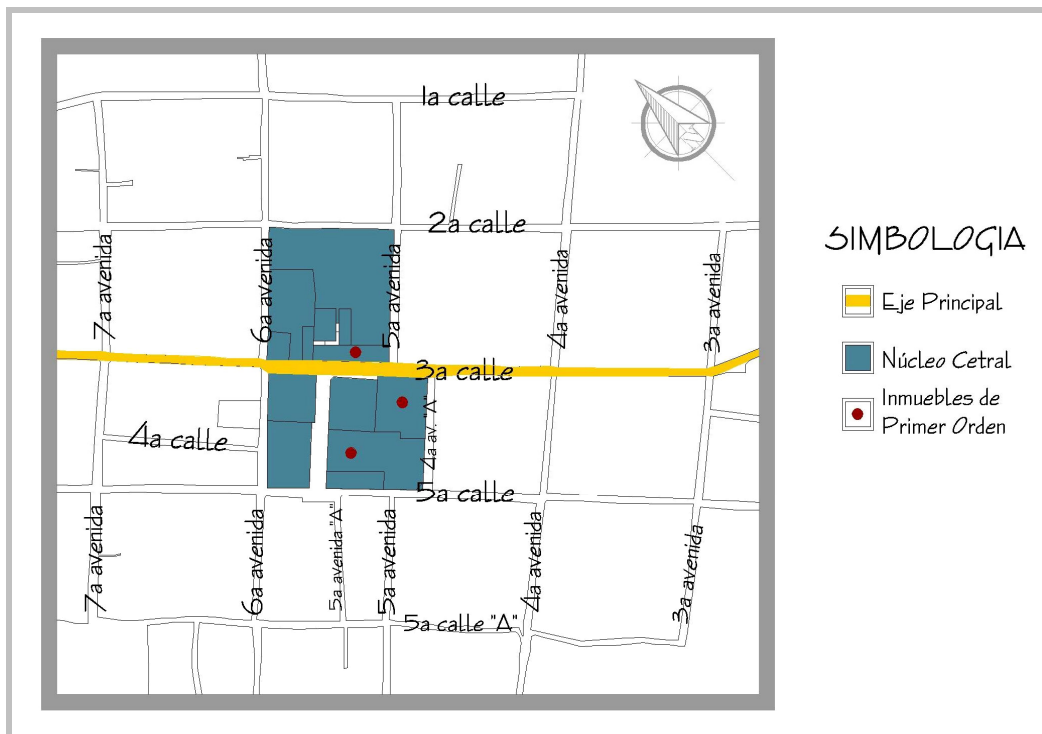 1a calle
2a calle
7a avenida
6a avenida
5a avenida
4a avenida
3a avenida
3a calle
4a calle
4a av. "A"
5a calle
7a avenida
6a avenida
5a avenida "A"
5a avenida
4a avenida
3a avenida
5a calle "A"
SIMBOLOGIA
Eje Principal
Núcleo Cetral
Inmuebles de
Primer Orden